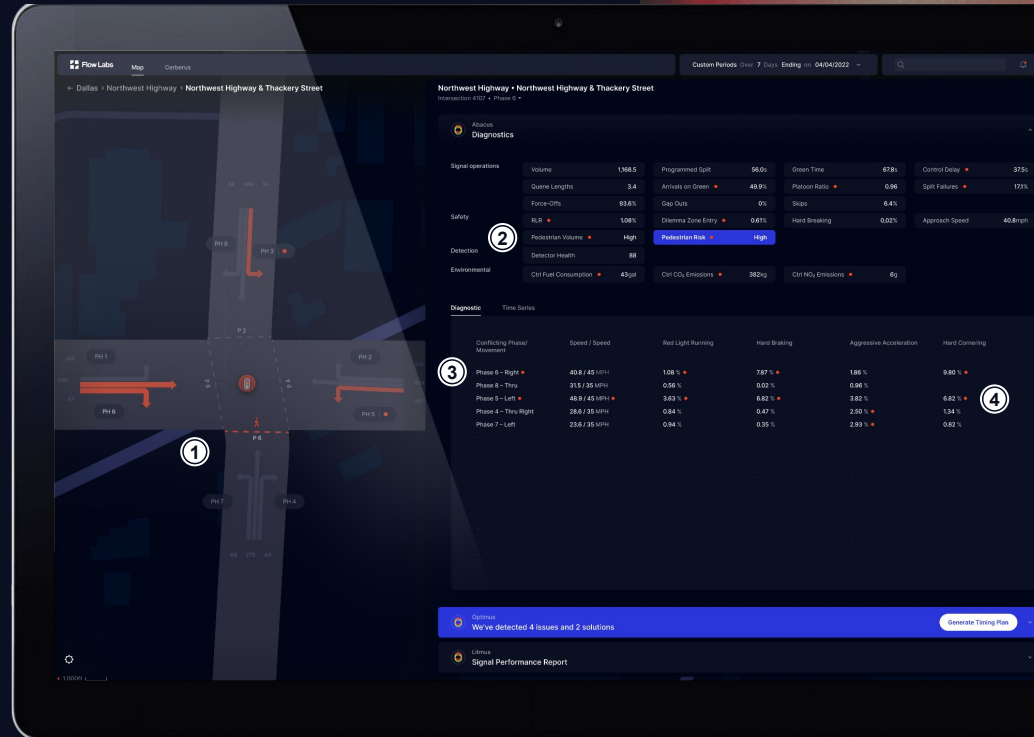 Flow Labs Map Cerberus
Custom Periods Over 7 Days Ending on 04/04/2022
← Dallas › Northwest Highway › Northwest Highway & Thackery Street
Northwest Highway • Northwest Highway & Thackery Street
Intersection 4107 • Phase 6
Abacus
Diagnostics
Signal operations
Volume 1,168.5
Programmed Split 56.0s
Green Time 67.8s
Control Delay • 37.5s
Quene Lengths 3.4
Arrivals on Green • 49.9%
Platoon Ratio • 0.96
Split Failures • 17.1%
Force-Offs 93.6%
Gap Outs 0%
Skips 6.4%
Safety
RLR • 1.08%
Dilemma Zone Entry • 0.61%
Hard Breaking 0,02%
Approach Speed 40.8mph
2
Pedestrian Volume • High
Pedestrian Risk • High
Detection
Detector Health 88
Environmental
Ctrl Fuel Consumption • 43gal
Ctrl CO₂ Emissions • 382kg
Ctrl NOₓ Emissions • 6g
PH 8
PH 3 •
P 2
PH 1
PH 2
P 8
P 4
PH 6
PH 5 •
P 6
1
PH 7
PH 4
68 278 44
1,000ft
Diagnostic Time Series
Conflicting Phase/
Movement
Speed / Speed
Red Light Running
Hard Braking
Aggressive Acceleration
Hard Cornering
3
Phase 6 – Right • 40.8 / 45 MPH 1.08 % • 7.87 % • 1.86 % 9.80 % •
Phase 8 – Thru 31.5 / 35 MPH 0.56 % 0.02 % 0.96 %
Phase 5 – Left • 48.9 / 45 MPH • 3.63 % • 6.82 % • 3.82 % 6.82 % •
4
Phase 4 – Thru Right 28.6 / 35 MPH 0.84 % 0.47 % 2.50 % • 1.34 %
Phase 7 – Left 23.6 / 35 MPH 0.94 % 0.35 % 2.93 % • 0.82 %
Optimus
We've detected 4 issues and 2 solutions
Generate Timing Plan
Litmus
Signal Performance Report